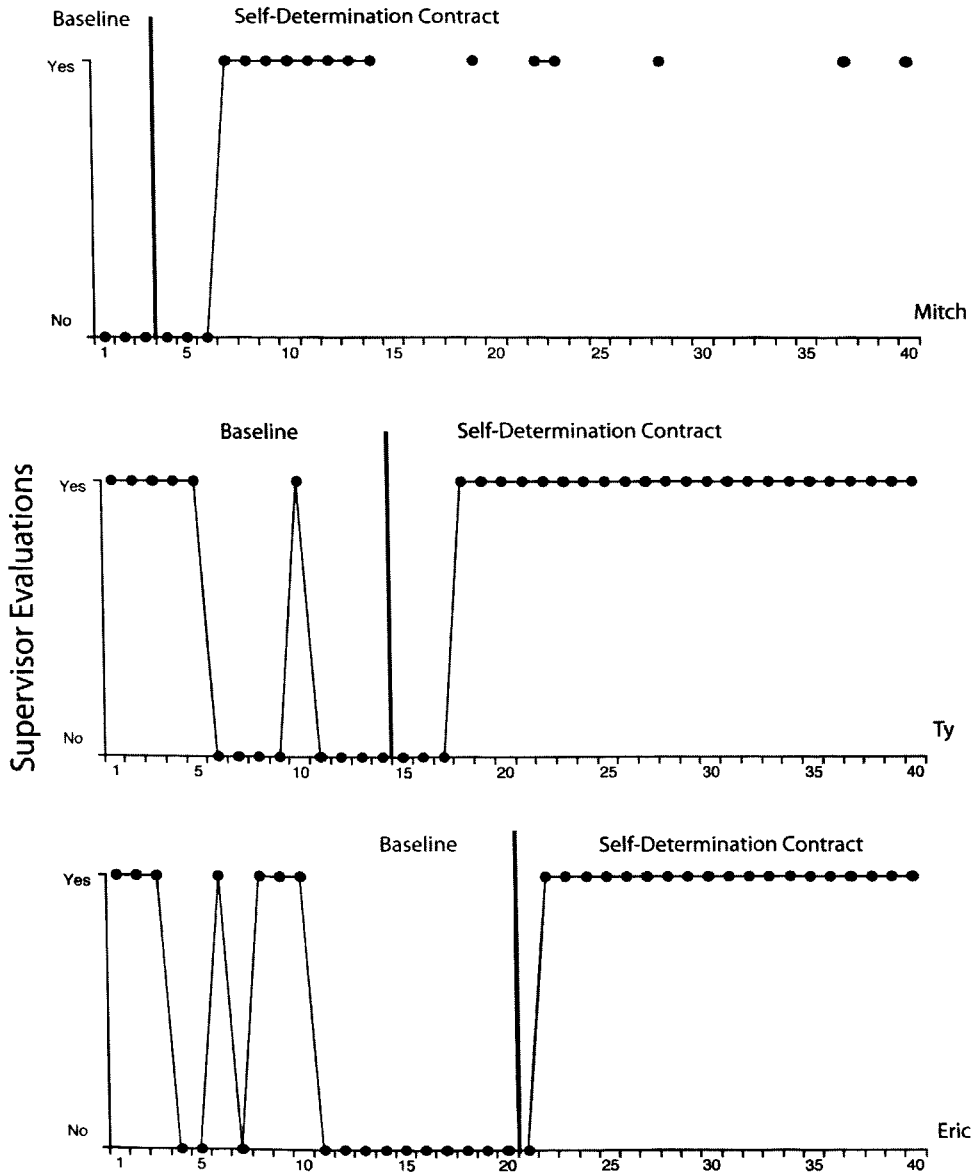 Baseline Self-Determination Contract
Yes
No
Mitch
1 5 10 15 20 25 30 35 40
Supervisor Evaluations
Baseline Self-Determination Contract
Yes
No
Ty
1 5 10 15 20 25 30 35 40
Baseline Self-Determination Contract
Yes
No
Eric
1 5 10 15 20 25 30 35 40